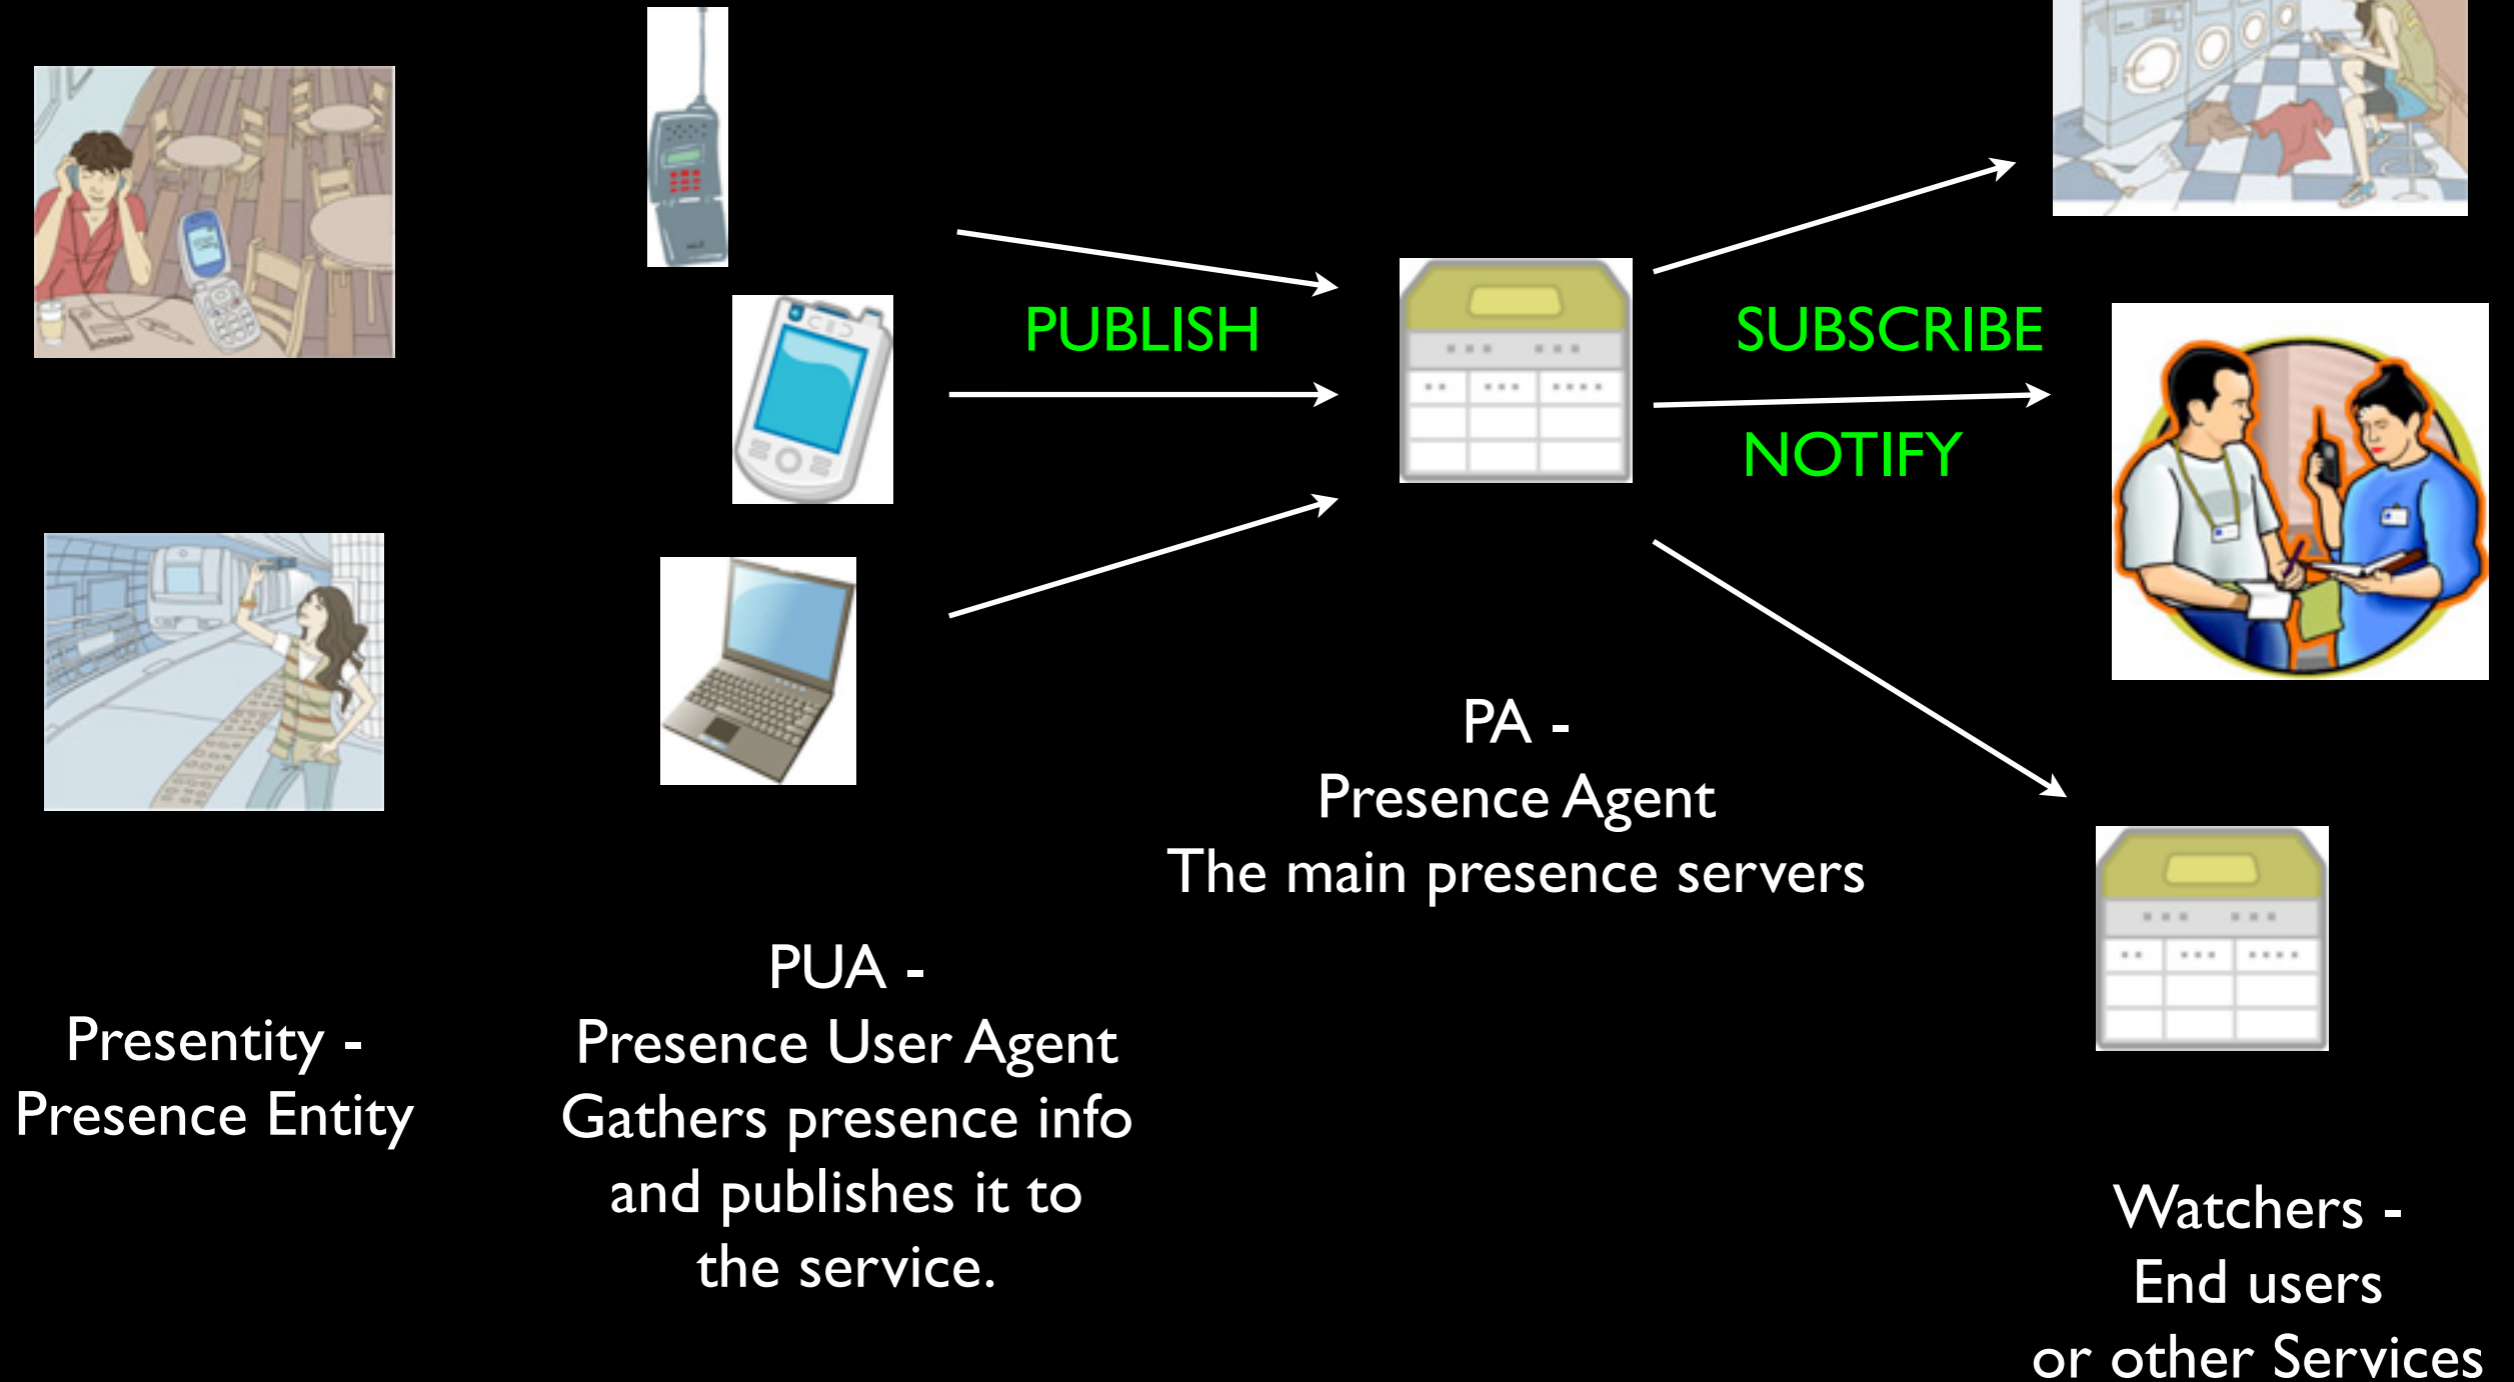 PUBLISH
SUBSCRIBE
NOTIFY
PA -
Presence Agent
The main presence servers
PUA -
Presence User Agent
Gathers presence info
and publishes it to
the service.
Presentity -
Presence Entity
Watchers -
End users
or other Services